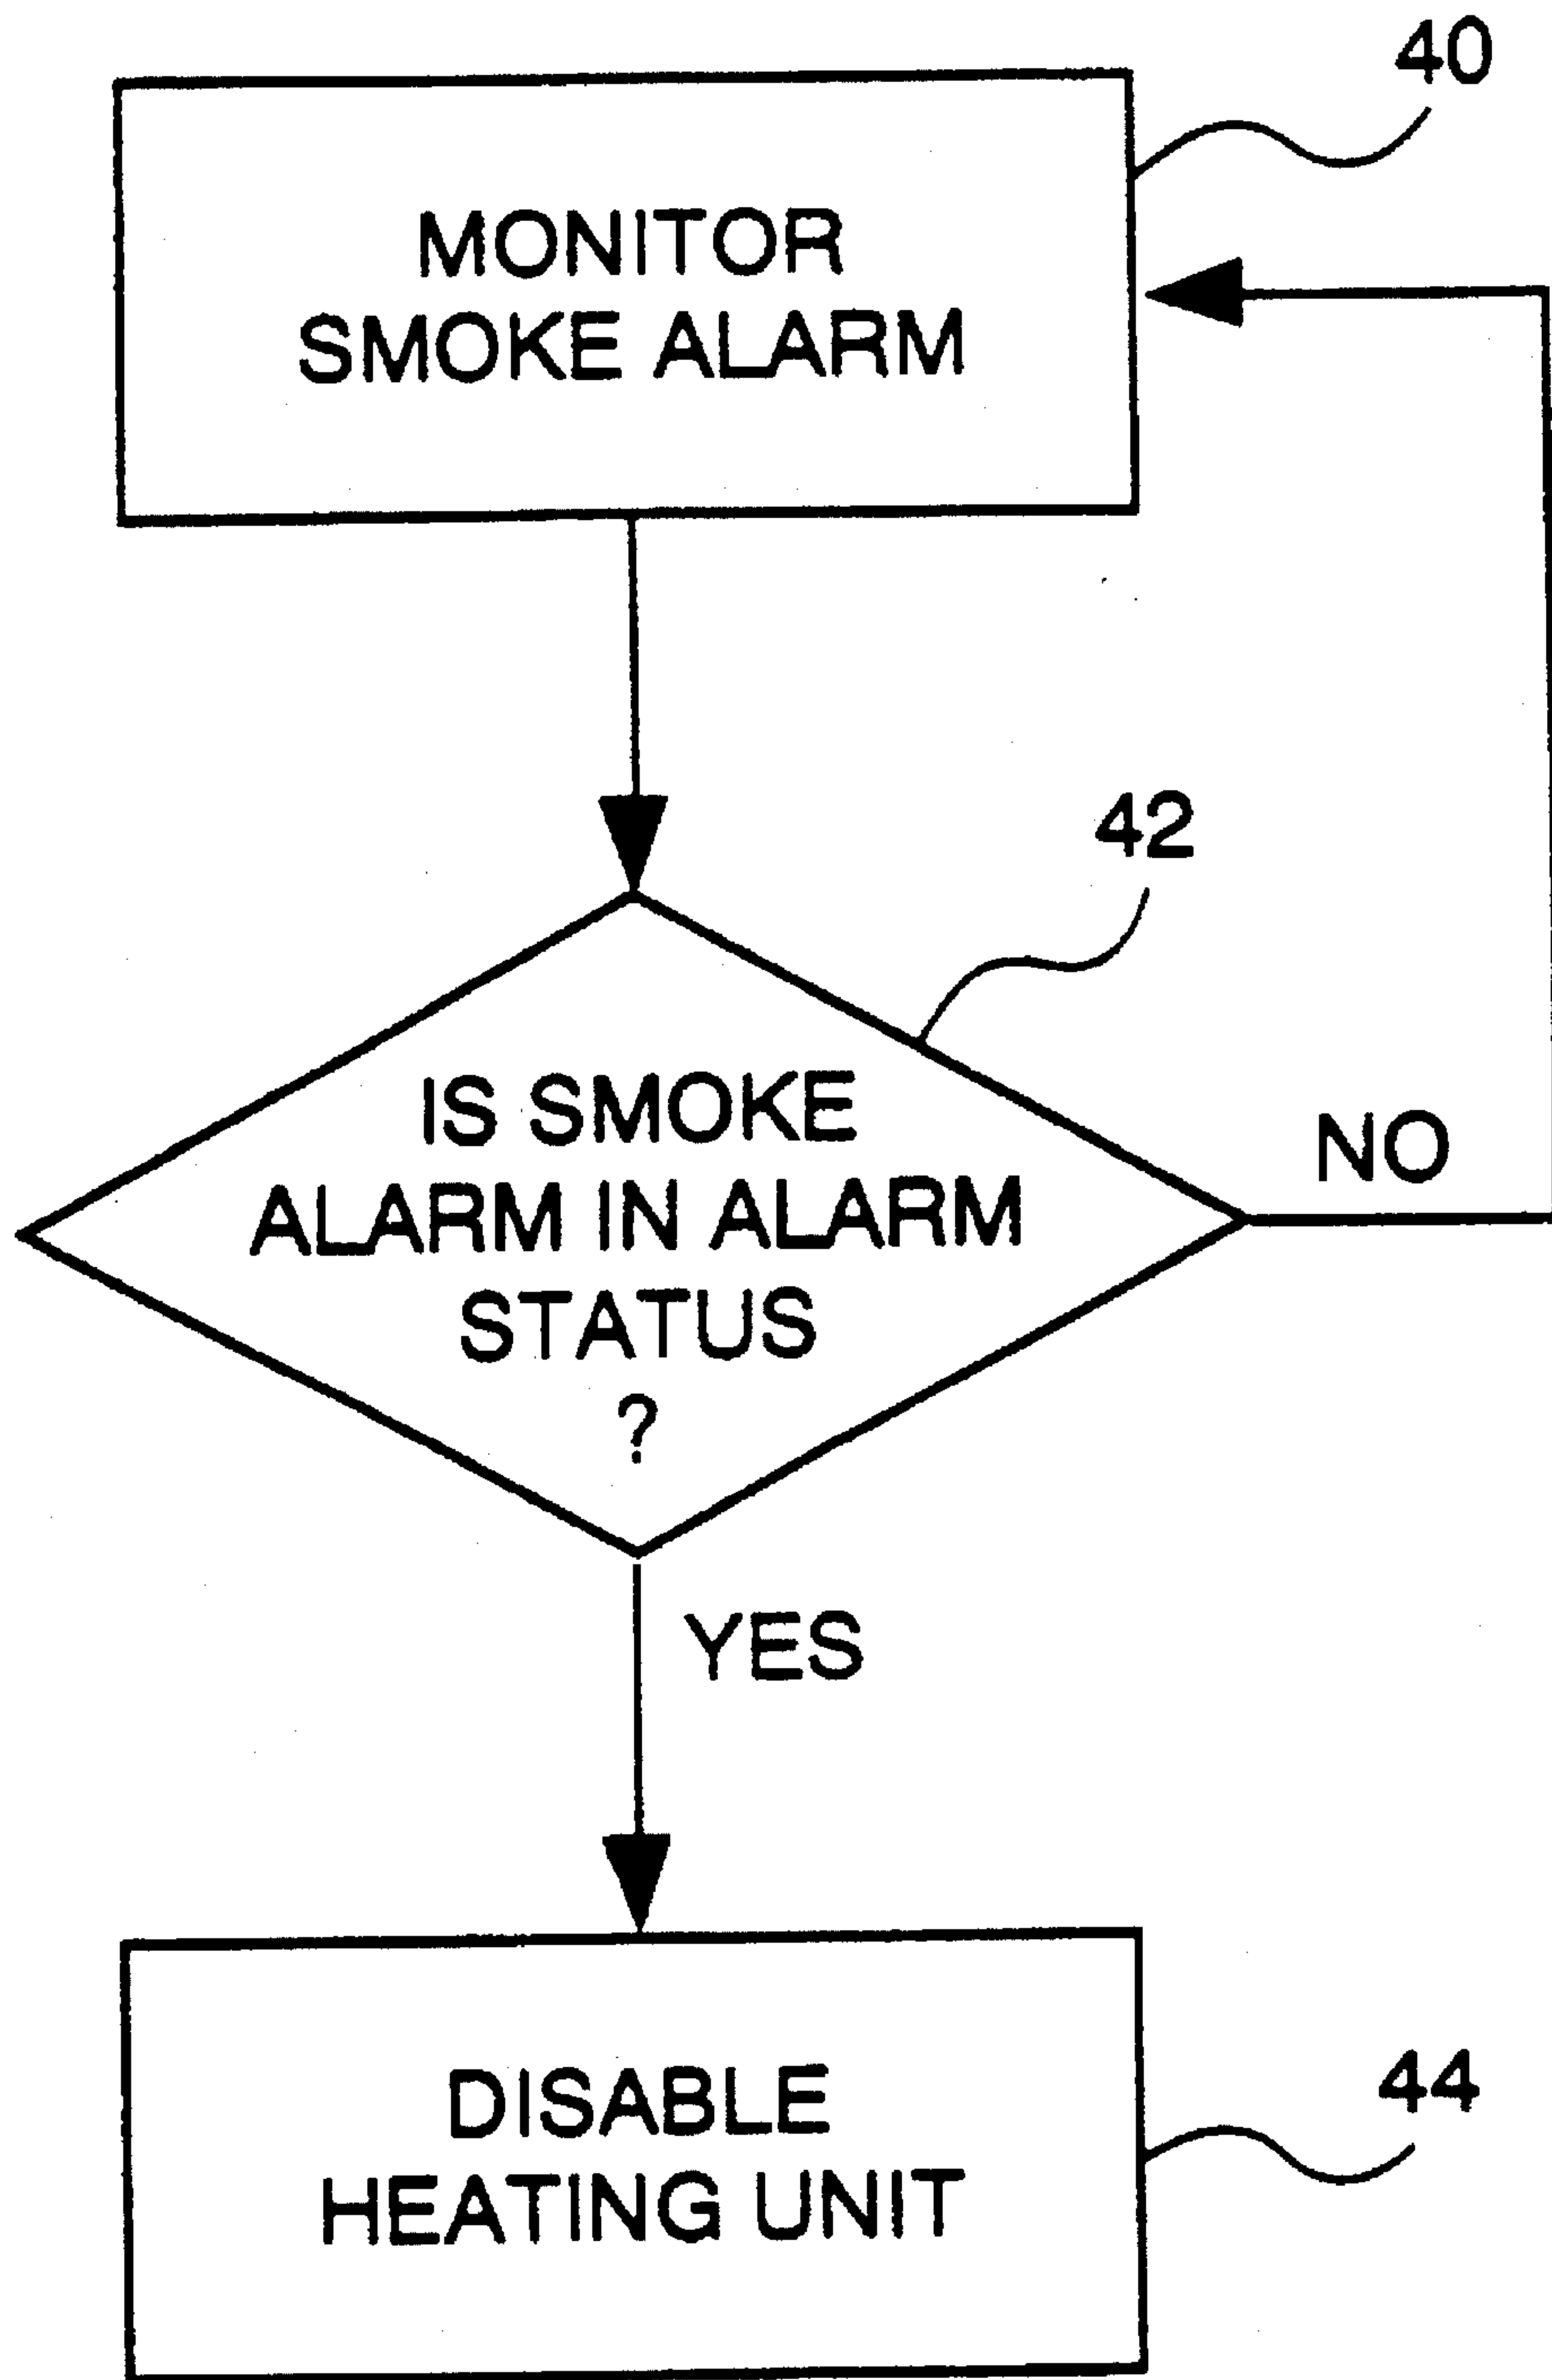 40
MONITOR
SMOKE ALARM
42
IS SMOKE
ALARM IN ALARM
STATUS
?
NO
YES
44
DISABLE
HEATING UNIT